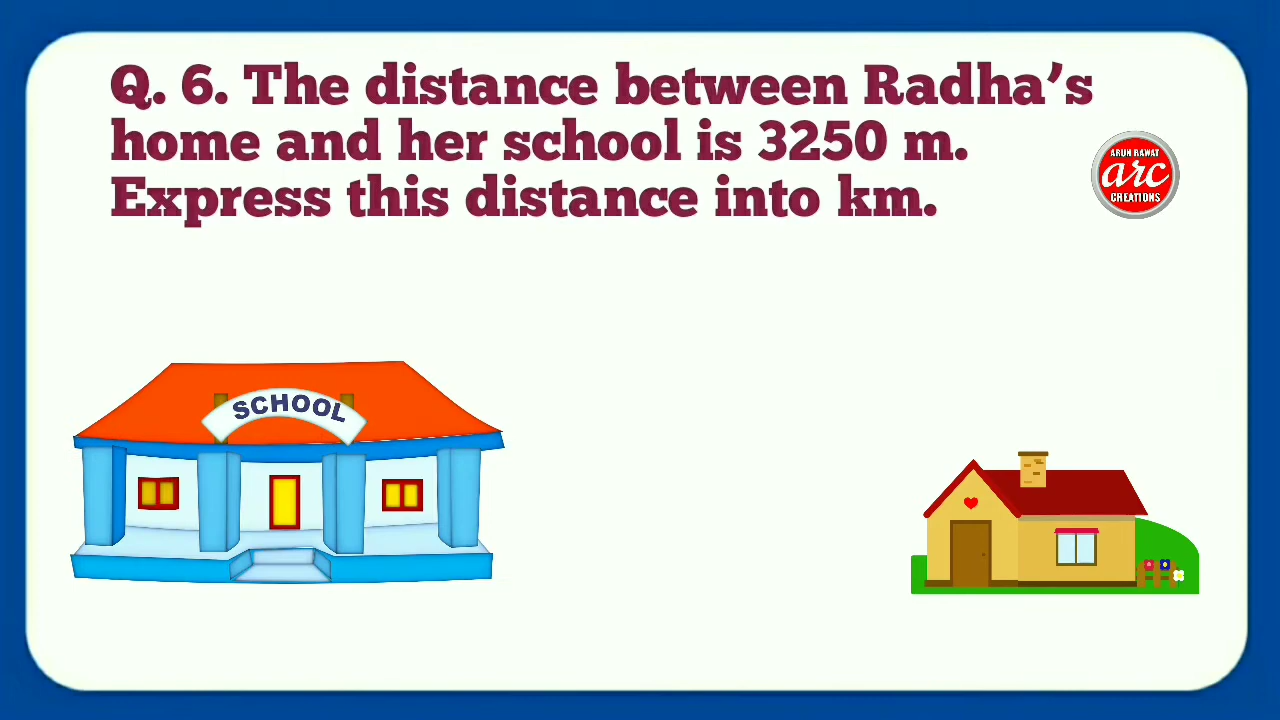 Q. 6. The distance between Radha’s
home and her school is 3250 m.
Express this distance into km.
ARUN RAWAT
arc
CREATIONS
SCHOOL